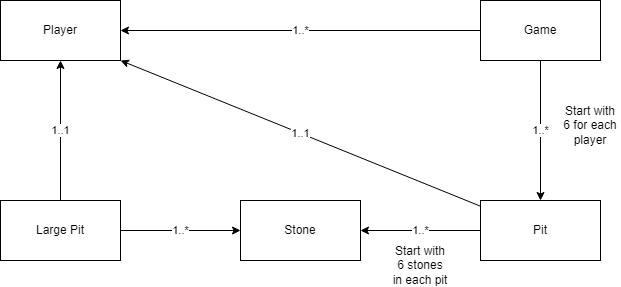 Player
1..*
Game
1..1
1..1
1..*
Start with
6 for each
player
Large Pit
1..*
Stone
1..*
Pit
Start with
6 stones
in each pit